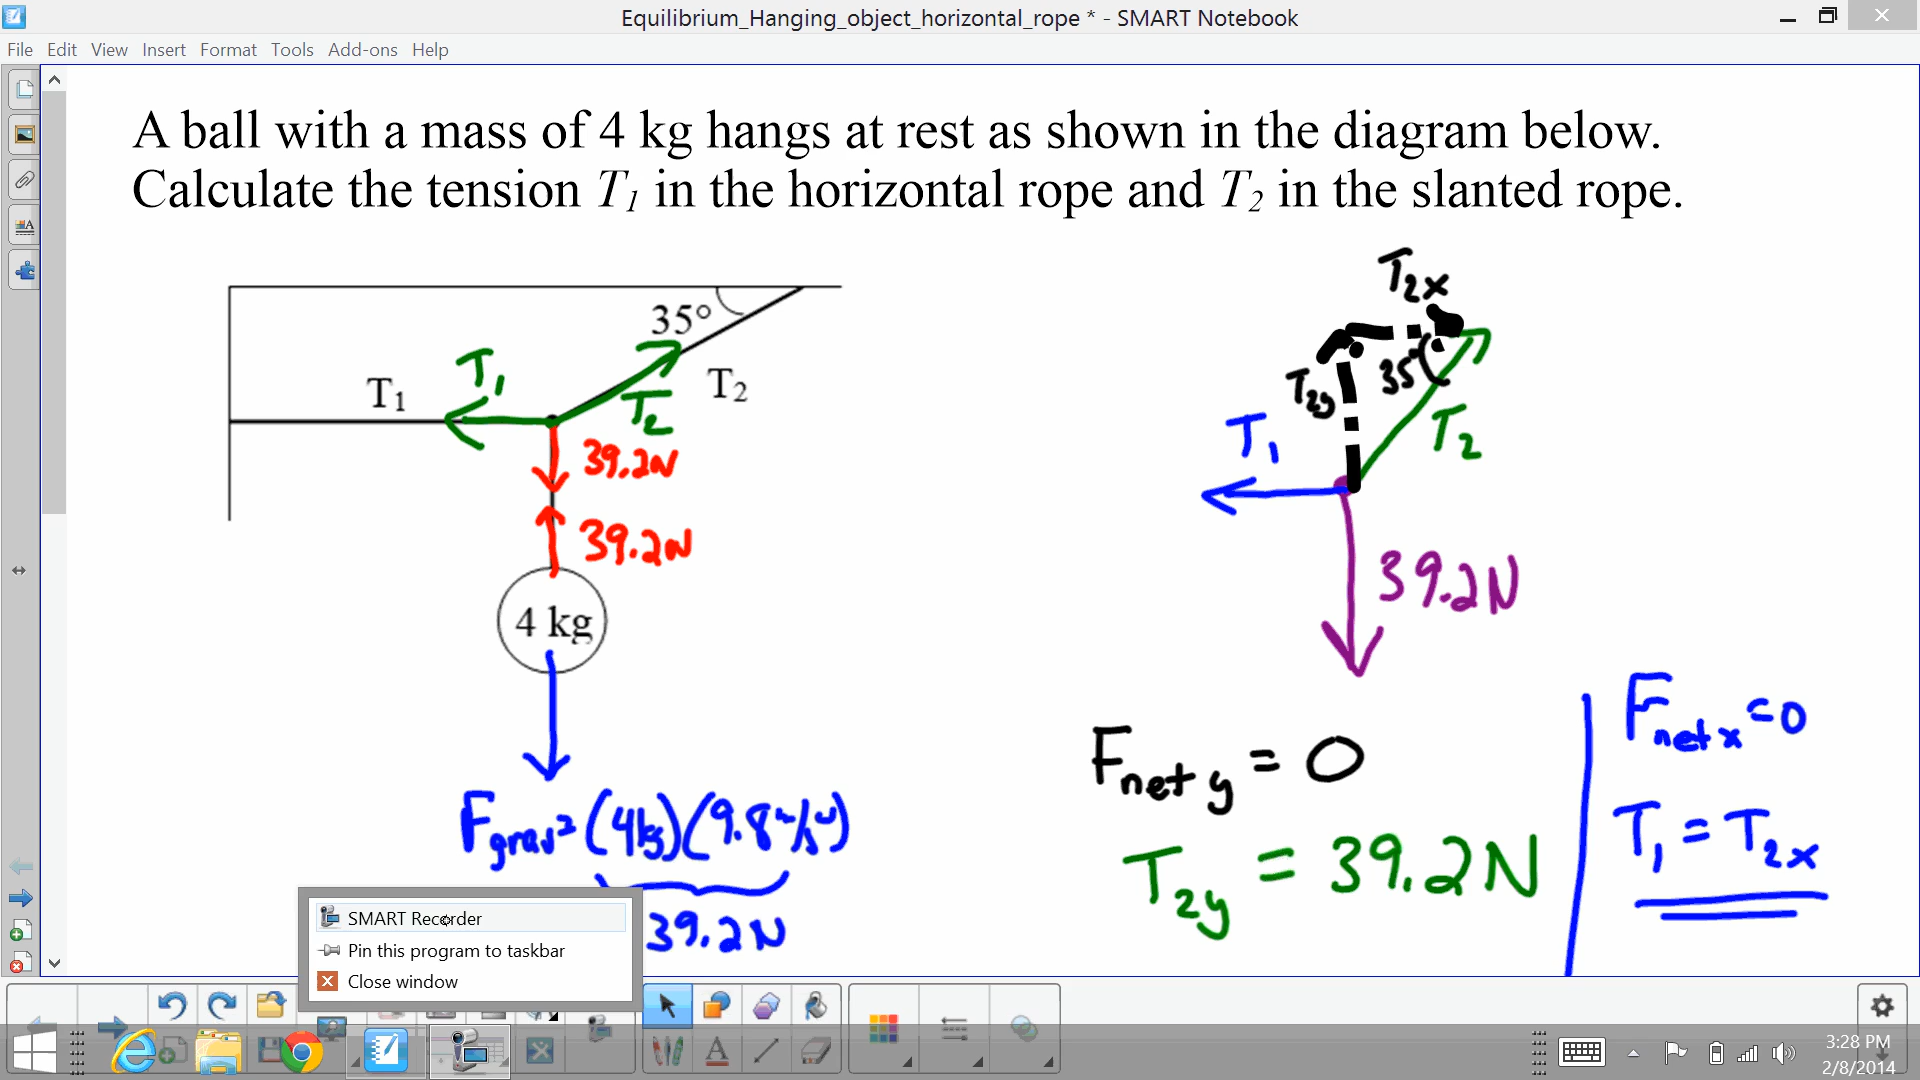 Equilibrium_Hanging_object_horizontal_rope * - SMART Notebook
File Edit View Insert Format Tools Add-ons Help
A ball with a mass of 4 kg hangs at rest as shown in the diagram below.
Calculate the tension T₁ in the horizontal rope and T₂ in the slanted rope.
35°
T₁
T₁
T₂
T₂
39.2N
39.2N
4 kg
Fgrav = (4kg)(9.8 m/s²)
39.2N
T2x
T2y
35°
T₁
T₂
39.2N
Fnet y = 0
T2y = 39.2N
Fnet x = 0
T₁ = T2x
SMART Recorder
Pin this program to taskbar
Close window
3:28 PM
2/8/2014